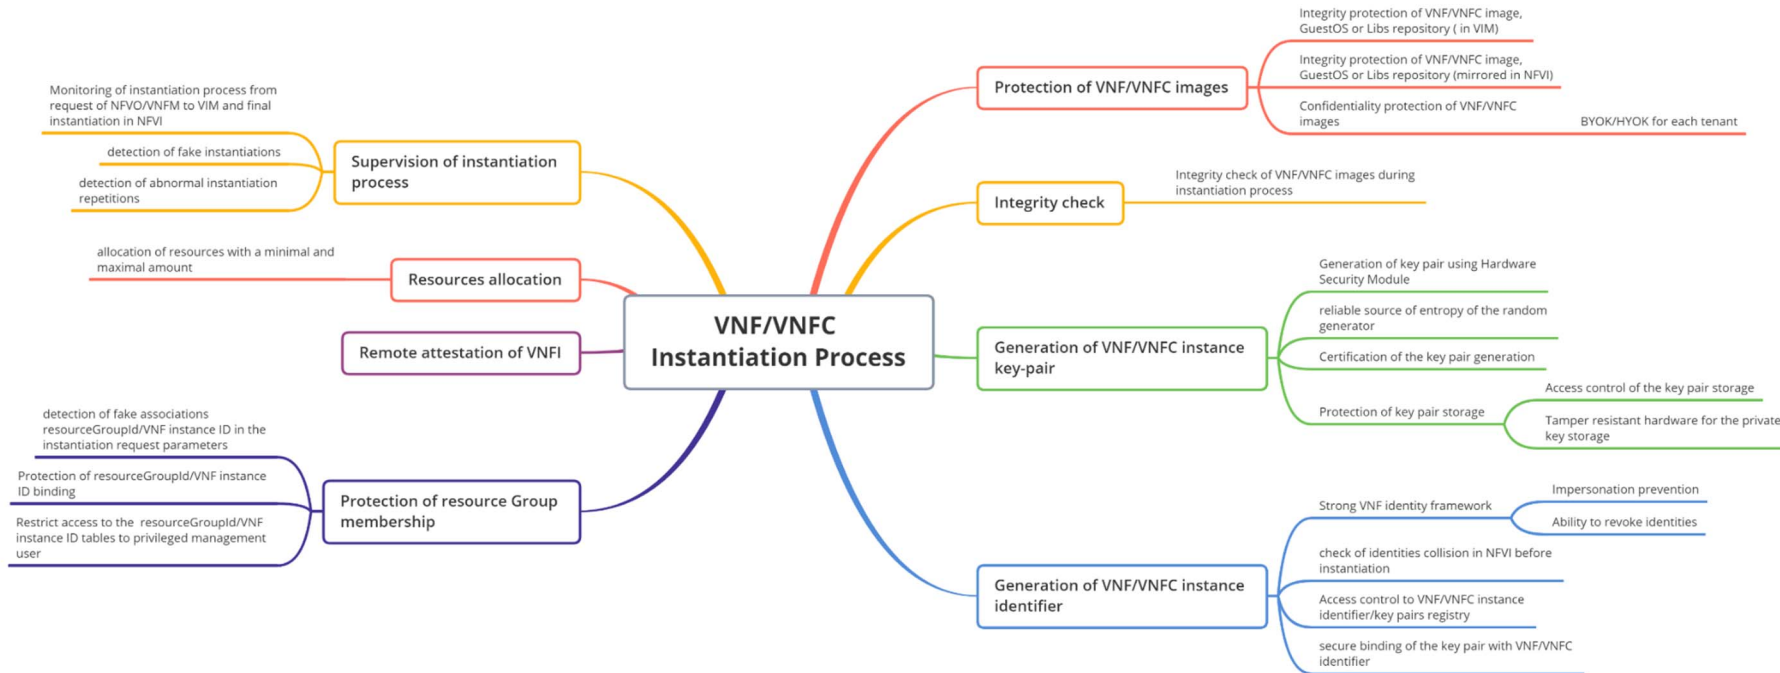 VNF/VNFC
Instantiation Process
Protection of VNF/VNFC images
Integrity protection of VNF/VNFC image,
GuestOS or Libs repository ( in VIM)
Integrity protection of VNF/VNFC image,
GuestOS or Libs repository (mirrored in NFVI)
Confidentiality protection of VNF/VNFC
images
BYOK/HYOK for each tenant
Integrity check
Integrity check of VNF/VNFC images during
instantiation process
Generation of VNF/VNFC instance
key-pair
Generation of key pair using Hardware
Security Module
reliable source of entropy of the random
generator
Certification of the key pair generation
Protection of key pair storage
Access control of the key pair storage
Tamper resistant hardware for the private
key storage
Generation of VNF/VNFC instance
identifier
Strong VNF identity framework
Impersonation prevention
Ability to revoke identities
check of identities collision in NFVI before
instantiation
Access control to VNF/VNFC instance
identifier/key pairs registry
secure binding of the key pair with VNF/VNFC
identifier
Supervision of instantiation
process
Monitoring of instantiation process from
request of NFVO/VNFM to VIM and final
instantiation in NFVI
detection of fake instantiations
detection of abnormal instantiation
repetitions
Resources allocation
allocation of resources with a minimal and
maximal amount
Remote attestation of VNFI
Protection of resource Group
membership
detection of fake associations
resourceGroupId/VNF instance ID in the
instantiation request parameters
Protection of resourceGroupId/VNF instance
ID binding
Restrict access to the  resourceGroupId/VNF
instance ID tables to privileged management
user